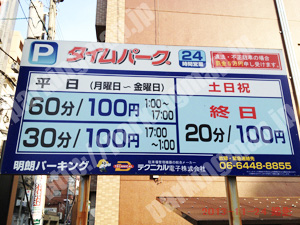 P タイムパーク 24
時間営業
平日 (月曜日~金曜日)
土日祝
60分/100円 1:00~17:00
終日
30分/100円 17:00~1:00
20分/100円
明朗パーキング
テクニカル電子株式会社
06-6448-8855